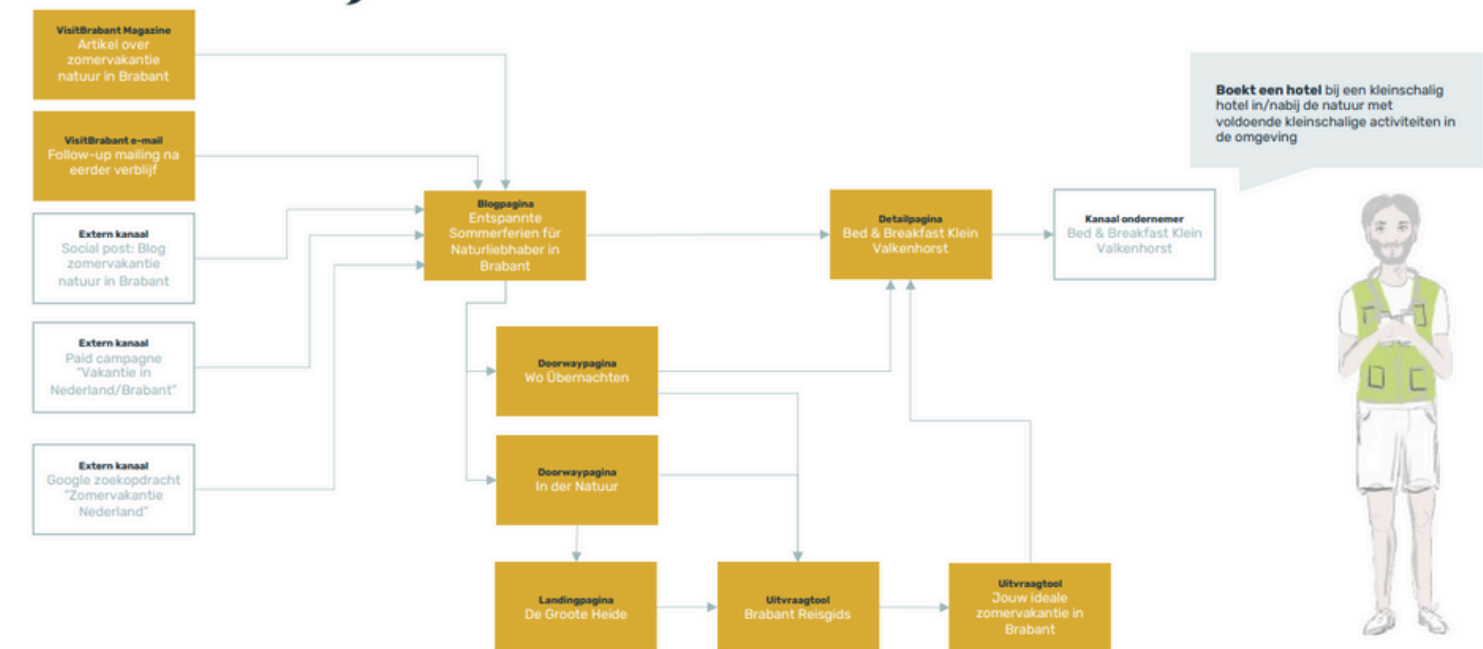 VisitBrabant Magazine
Artikel over
zomervakantie
natuur in Brabant
VisitBrabant e-mail
Follow-up mailing na
eerder verblijf
Extern kanaal
Social post: Blog
zomervakantie
natuur in Brabant
Extern kanaal
Paid campagne
"Vakantie in
Nederland/Brabant"
Extern kanaal
Google zoekopdracht
"Zomervakantie
Nederland"
Blogpagina
Entspannte
Sommerferien für
Naturliebhaber in
Brabant
Doorwaypagina
Wo Übernachten
Doorwaypagina
In der Natuur
Landingpagina
De Groote Heide
Uitvraagtool
Brabant Reisgids
Uitvraagtool
Jouw ideale
zomervakantie in
Brabant
Detailpagina
Bed & Breakfast Klein
Valkenhorst
Kanaal ondernemer
Bed & Breakfast Klein
Valkenhorst
Boekt een hotel bij een kleinschalig
hotel in/nabij de natuur met
voldoende kleinschalige activiteiten in
de omgeving